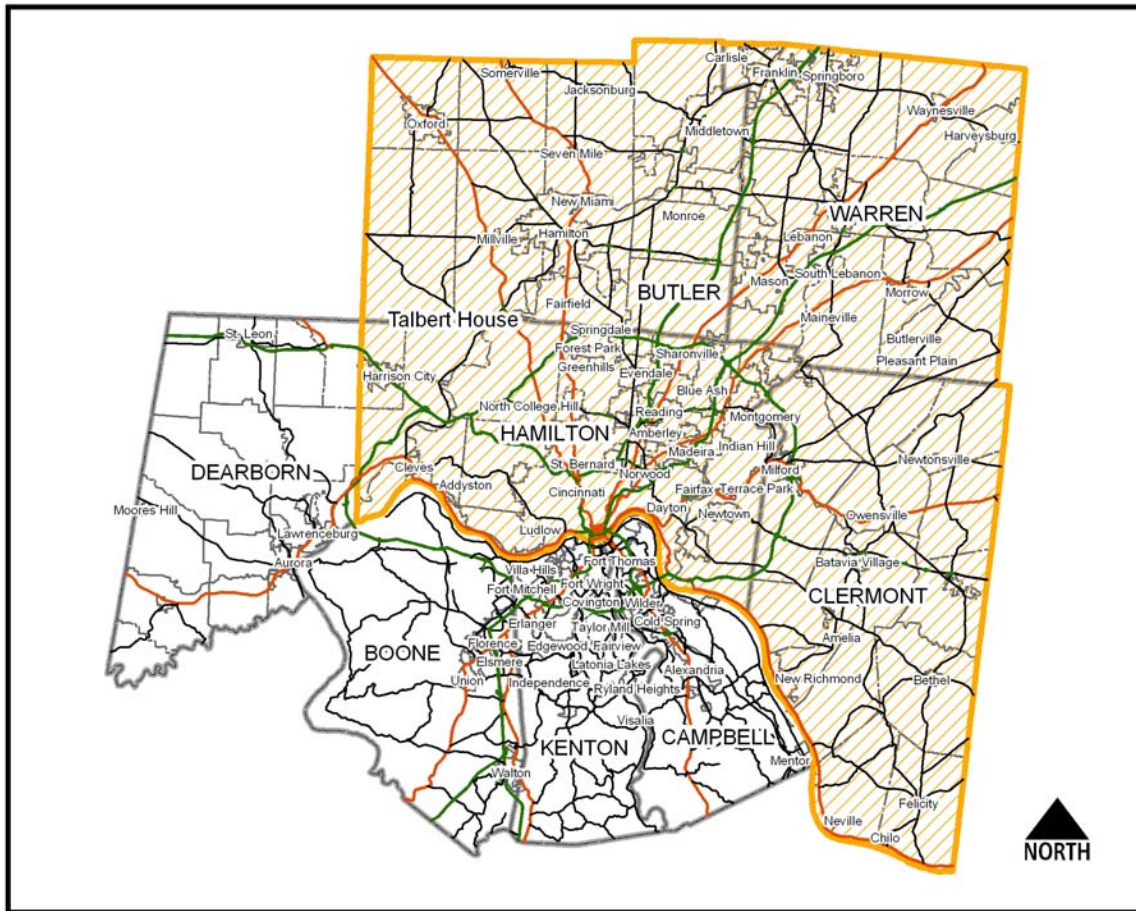 Carlisle
Franklin
Springboro
Somerville
Jacksonburg
Waynesville
Oxford
Middletown
Harveysburg
Seven Mile
New Miami
Monroe
WARREN
Millville
Hamilton
Lebanon
South Lebanon
Mason
BUTLER
Morrow
Fairfield
Talbert House
Maineville
St. Leon
Springdale
Butlerville
Forest Park
Sharonville
Pleasant Plain
Greenhills
Evendale
Harrison City
Blue Ash
North College Hill
Reading
Montgomery
HAMILTON
Amberley
Indian Hill
Madeira
DEARBORN
Cleves
St. Bernard
Norwood
Milford
Newtonsville
Addyston
Cincinnati
Fairfax
Terrace Park
Moores Hill
Dayton
Newtown
Owensville
Lawrenceburg
Ludlow
Aurora
Villa Hills
Fort Thomas
Batavia Village
Fort Mitchell
Fort Wright
CLERMONT
Covington
Wilder
Erlanger
Taylor Mill
Cold Spring
Florence
Edgewood
Fairview
Amelia
BOONE
Elsmere
Latonia Lakes
Alexandria
Union
Independence
Ryland Heights
New Richmond
Bethel
Visalia
KENTON
CAMPBELL
Mentor
Walton
Felicity
Neville
Chilo
NORTH